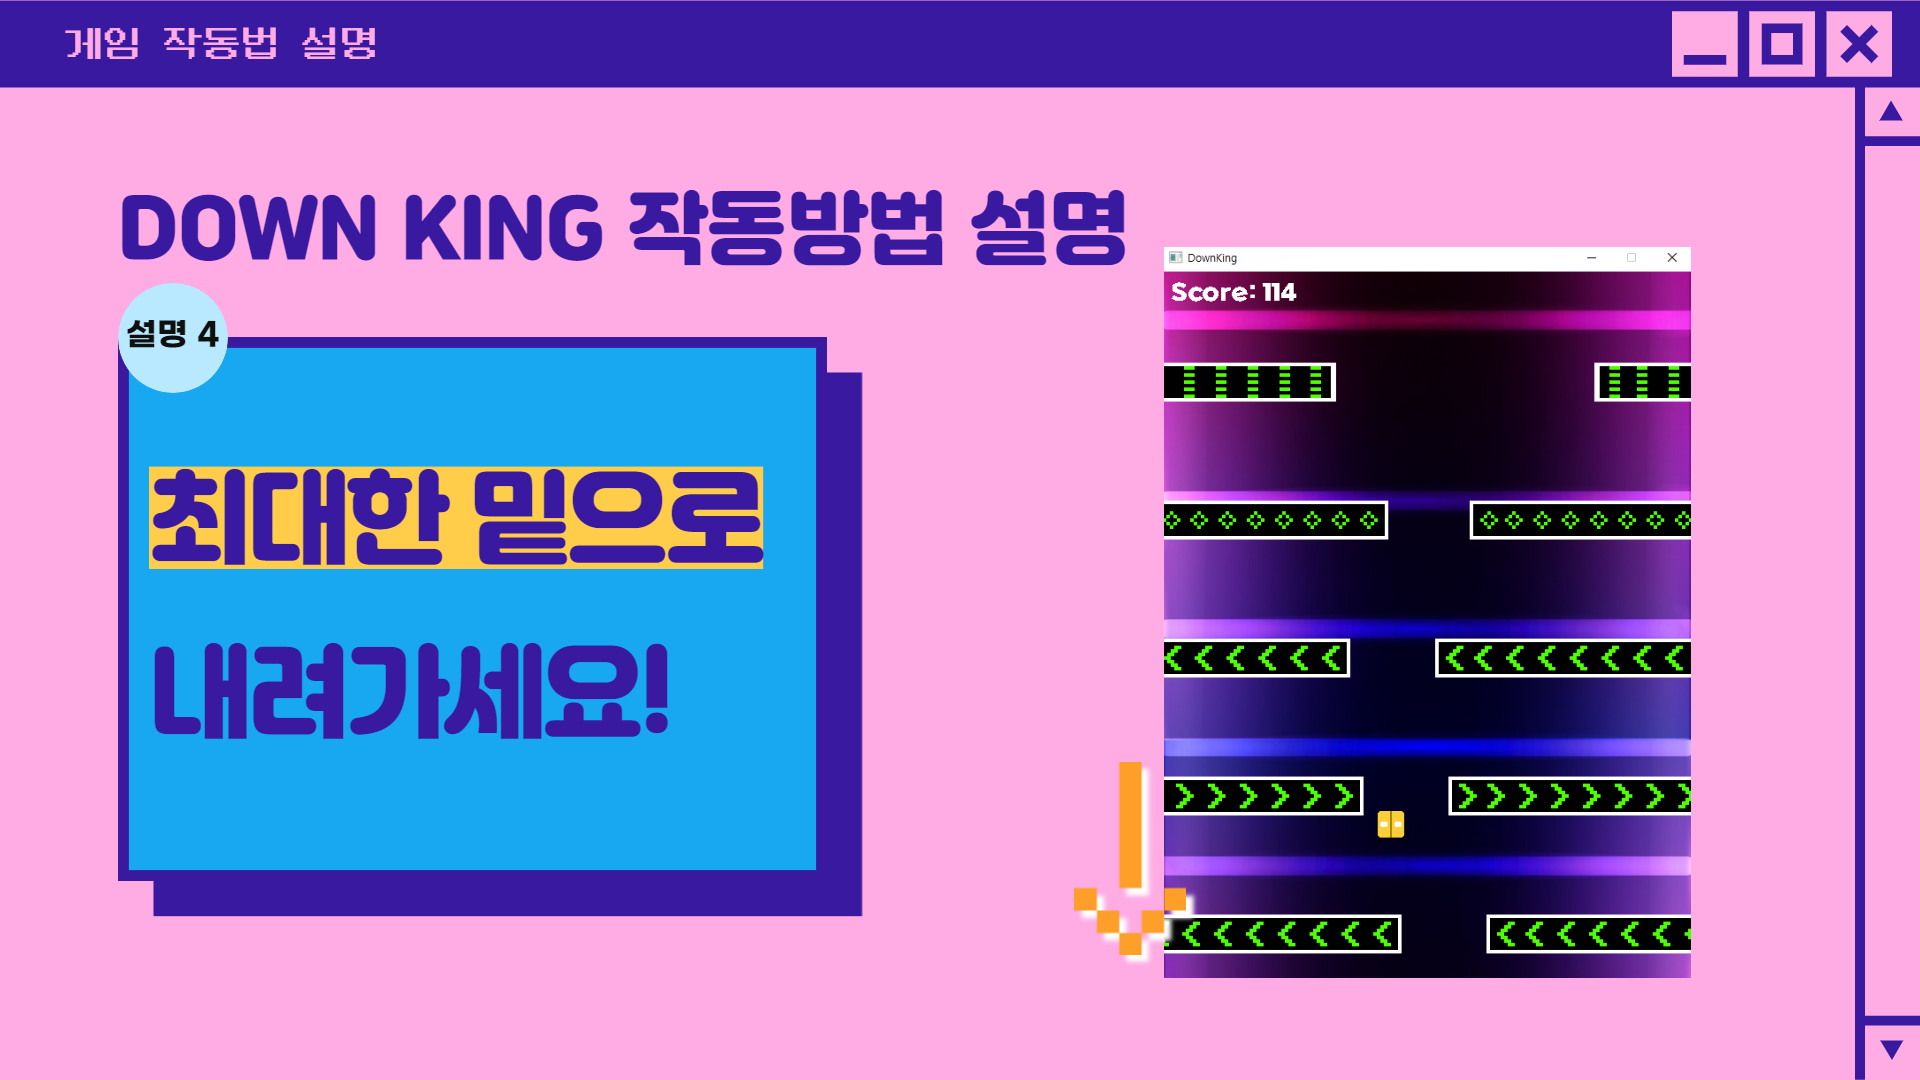 게임 작동법 설명
DOWN KING 작동방법 설명
설명 4
최대한 밑으로
내려가세요!
DownKing
Score: 114